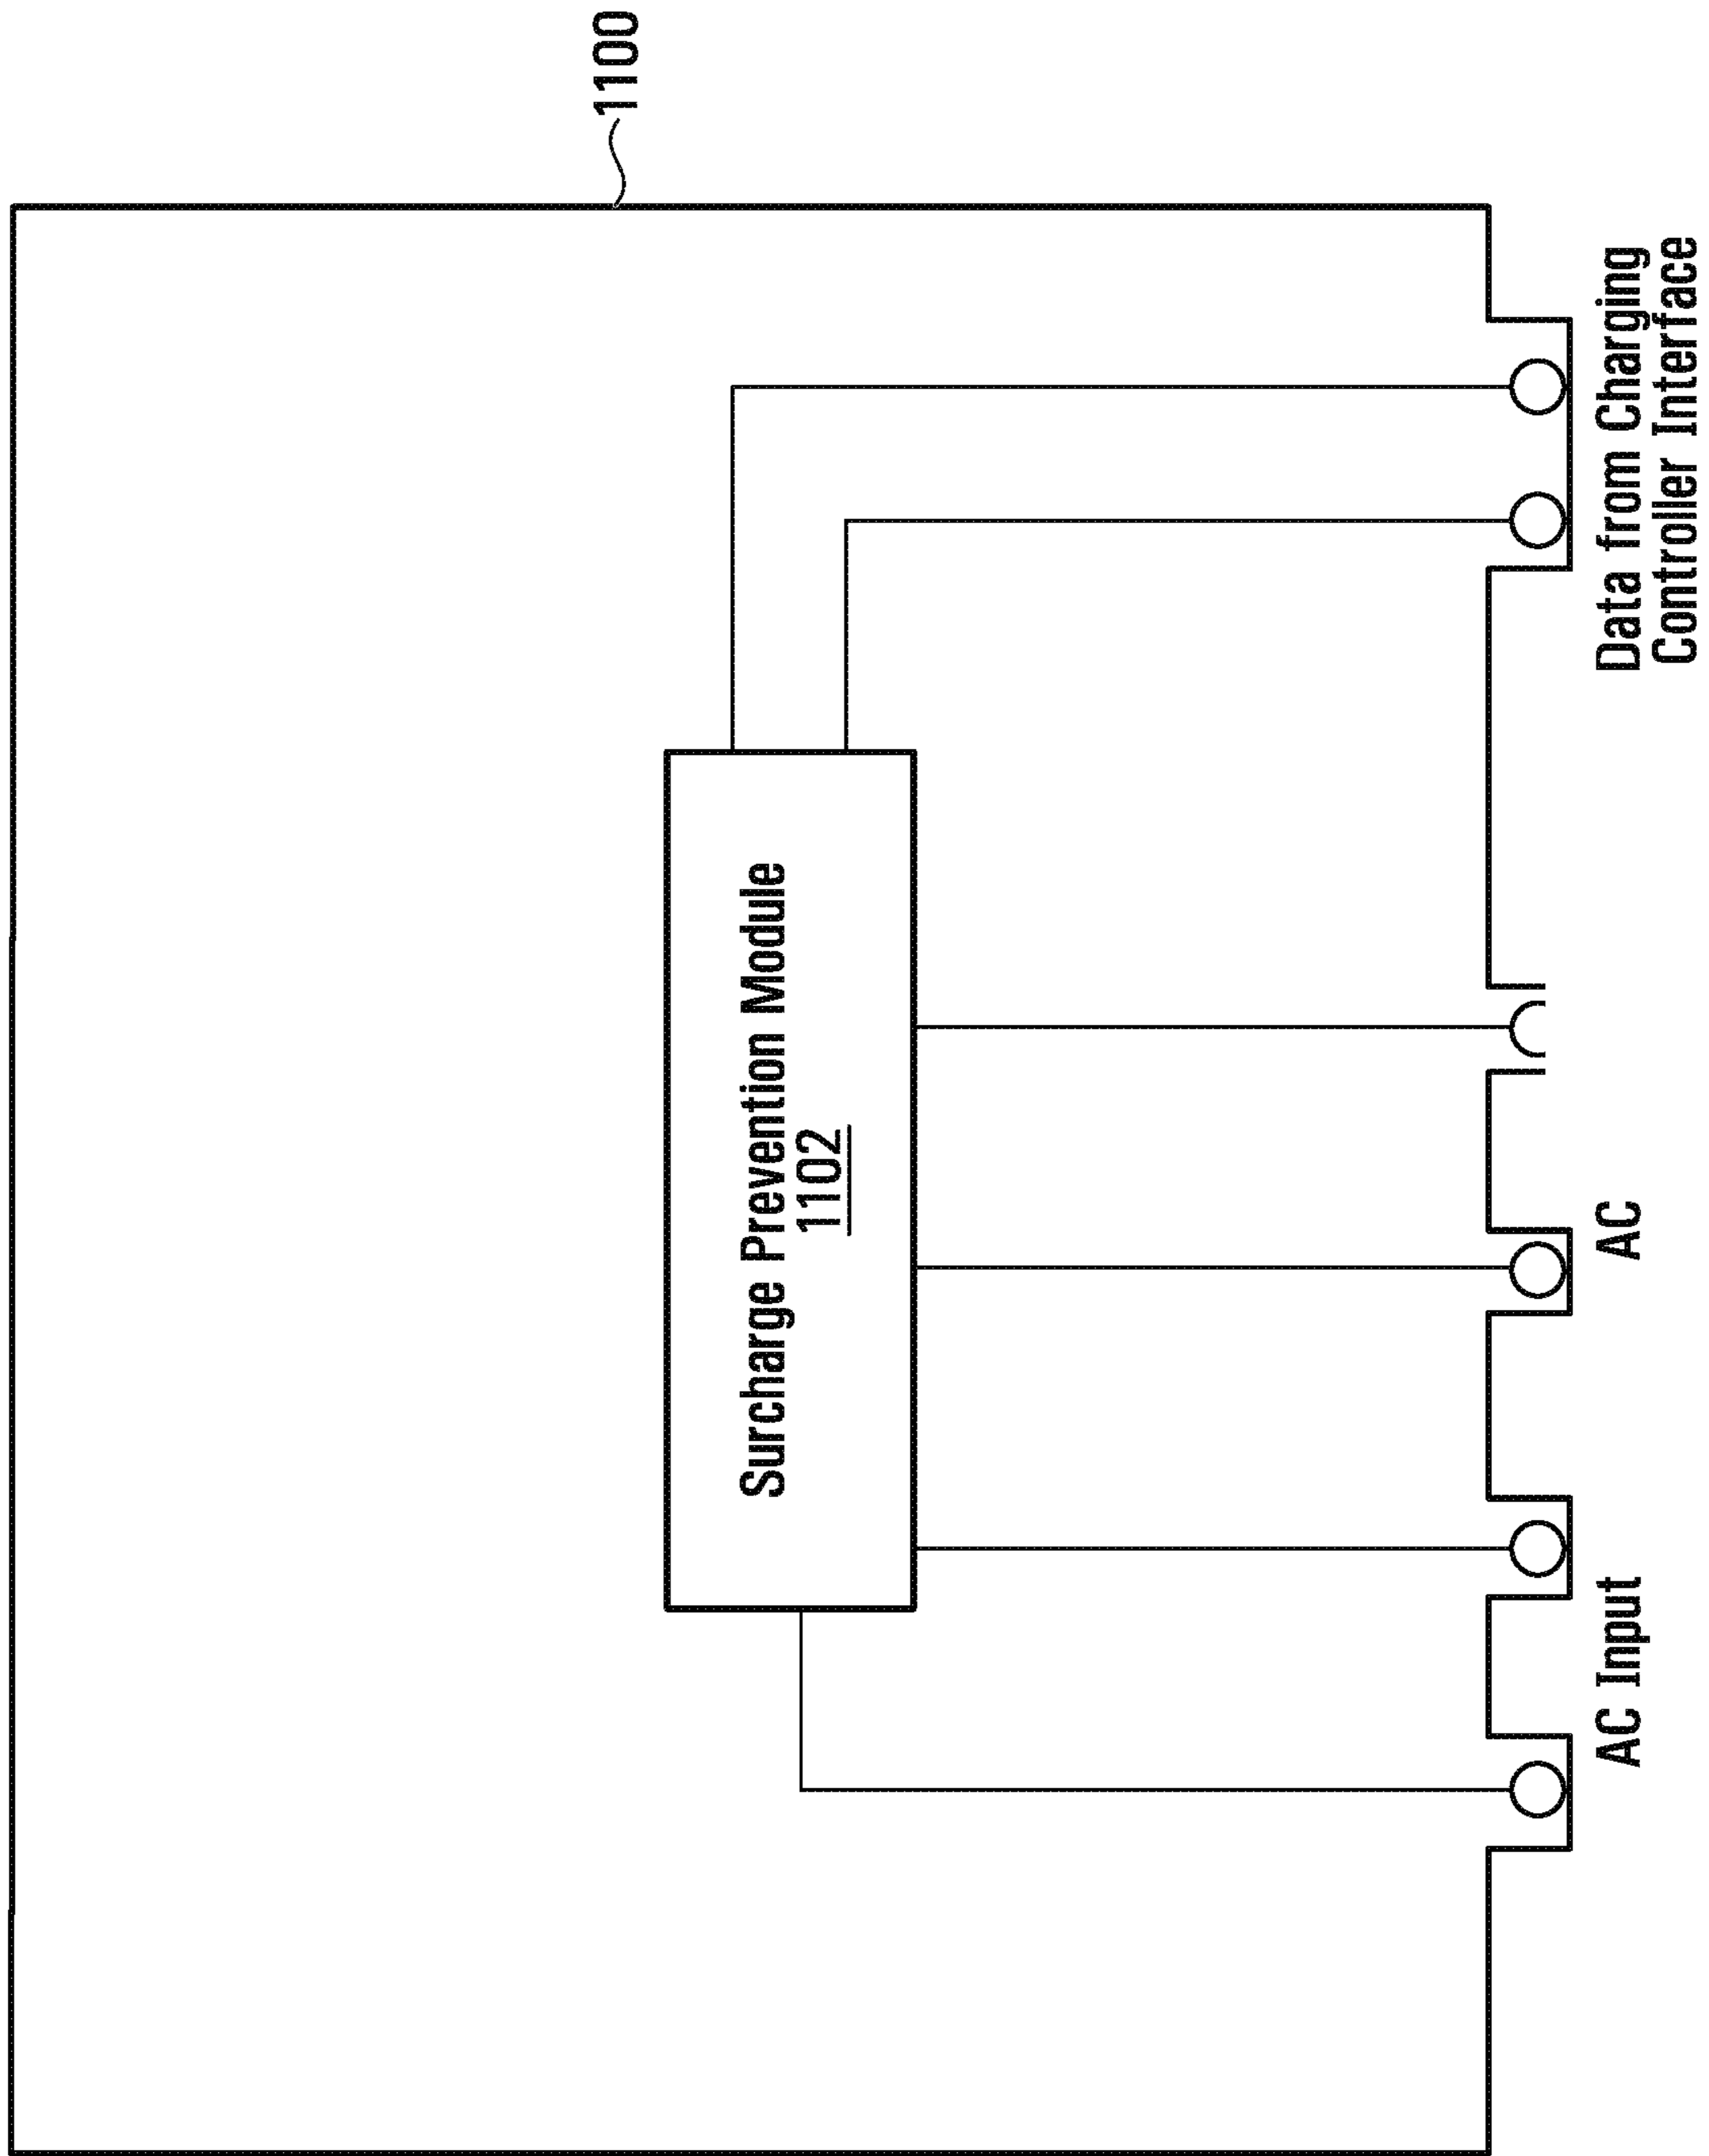 1100
Surcharge Prevention Module
1102
AC Input
AC
Data from Charging
Controller Interface